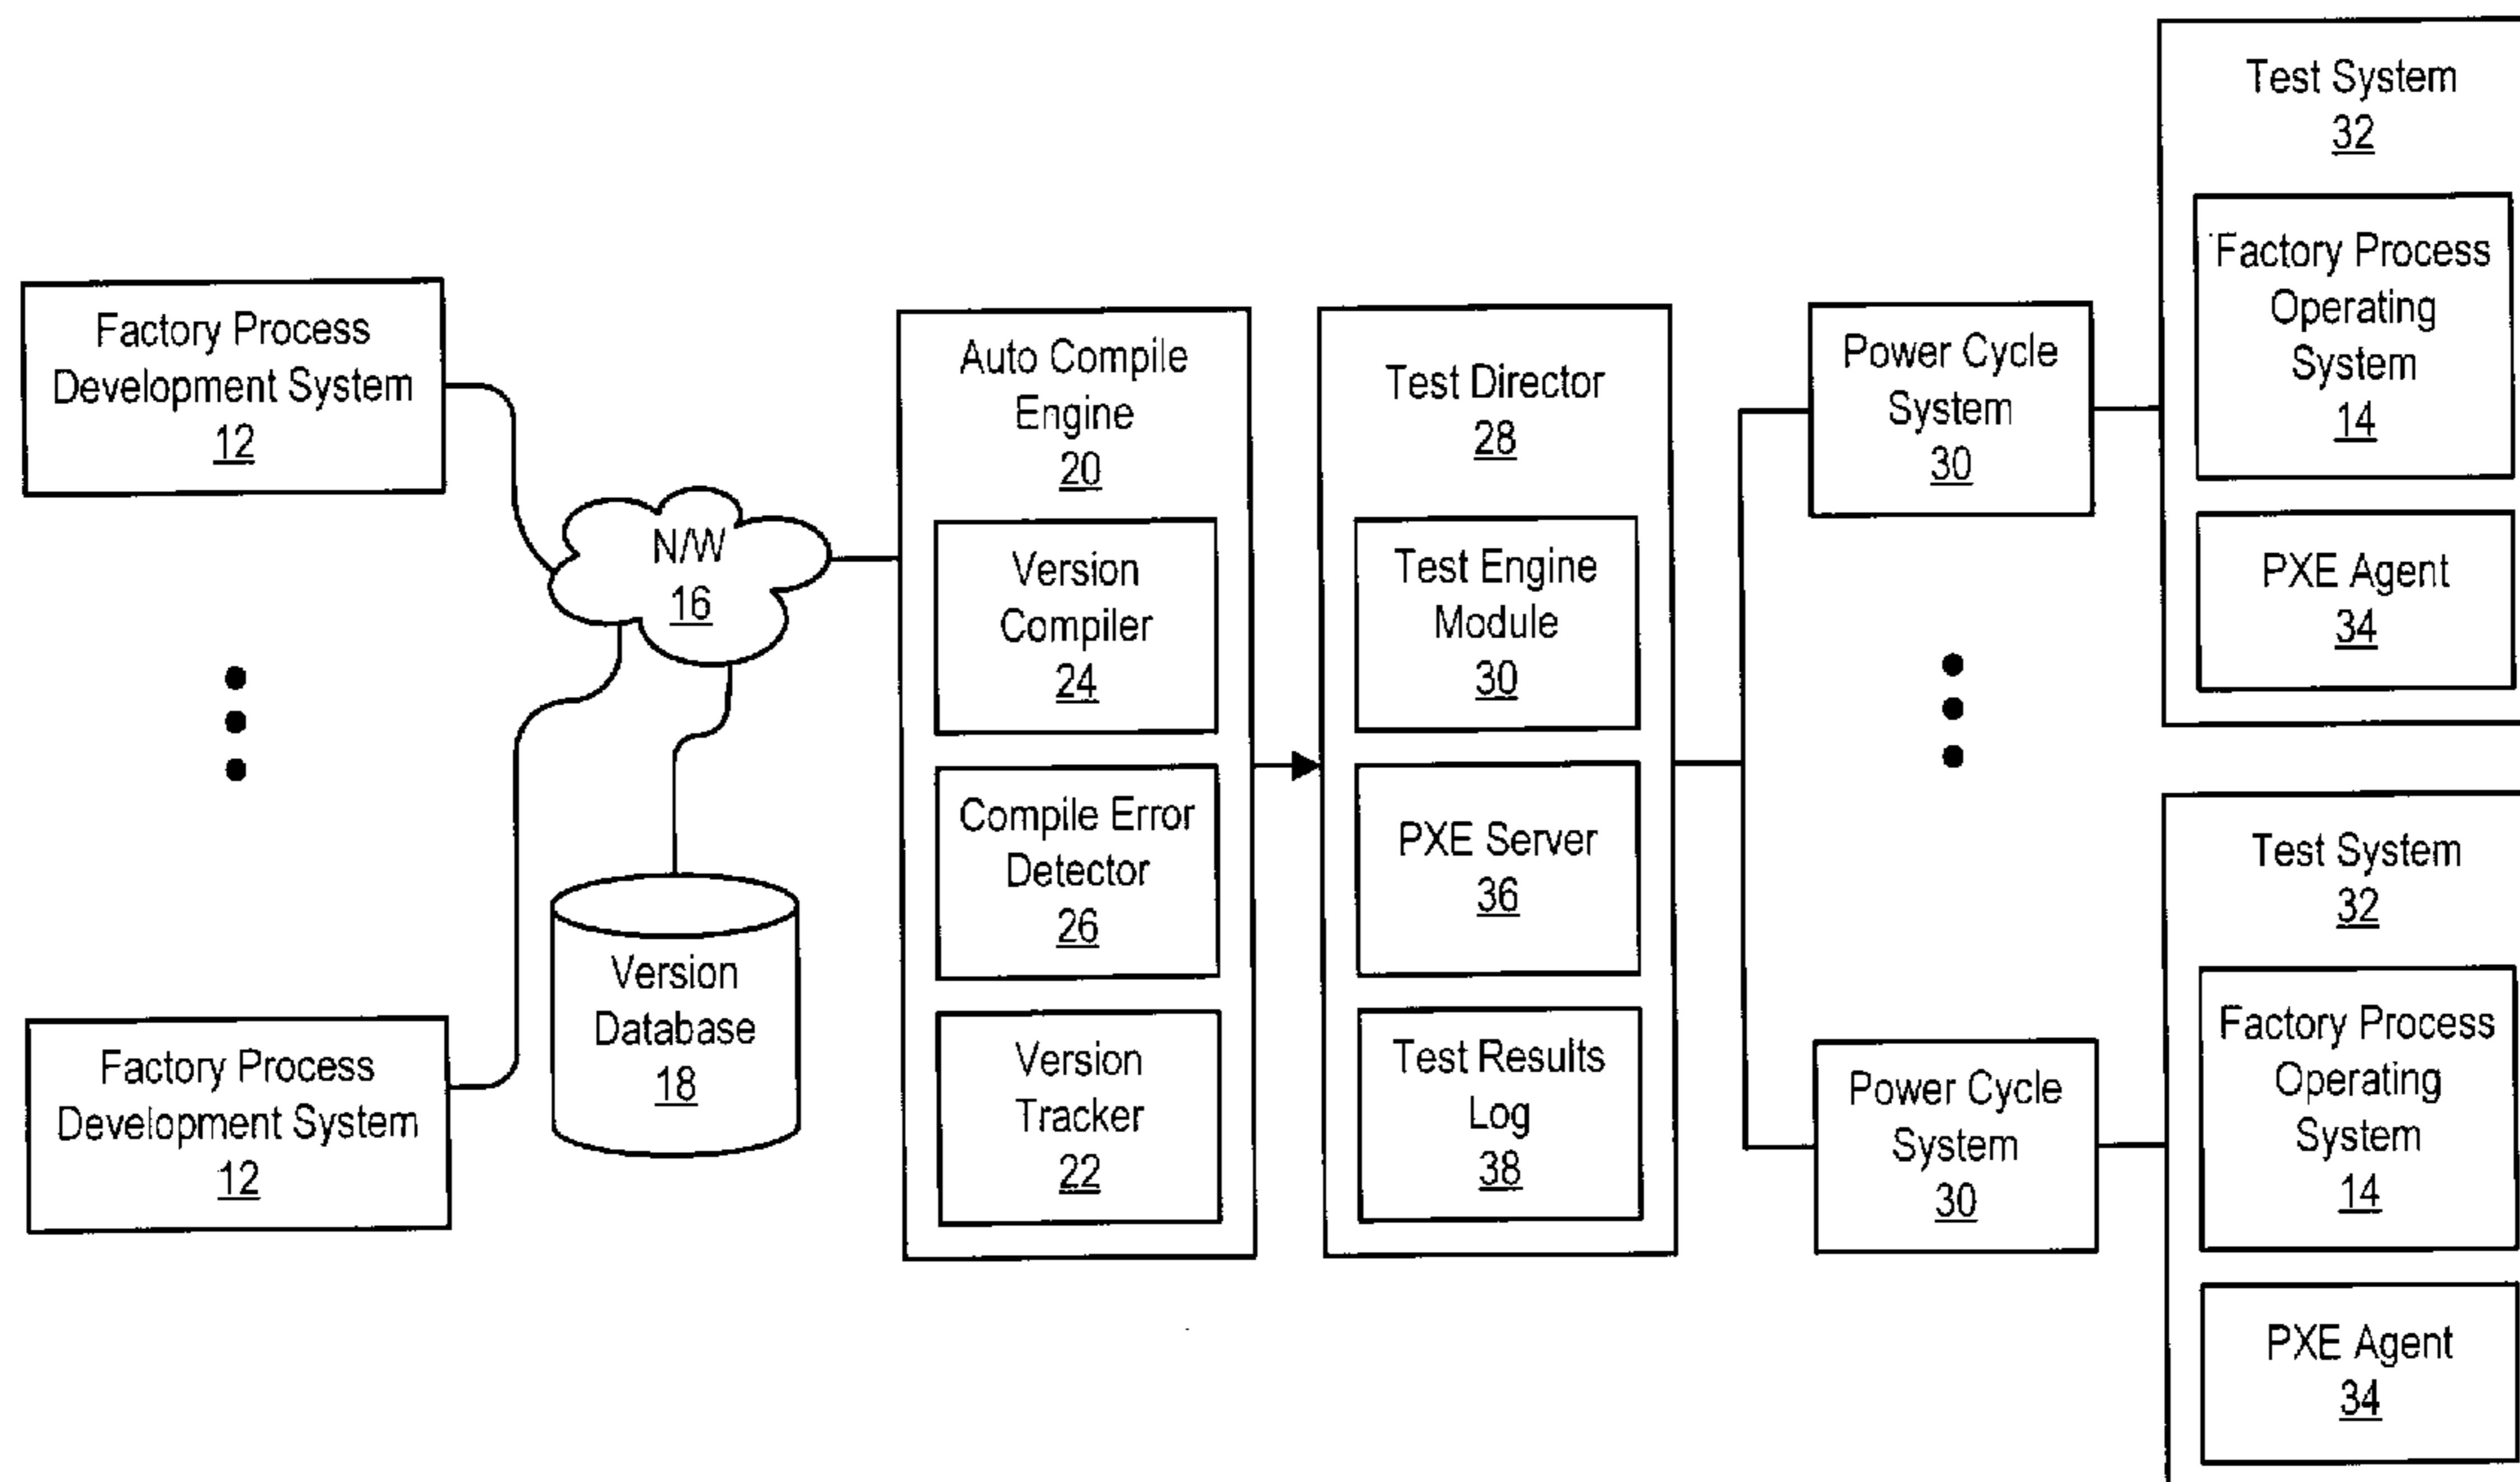 Factory Process
Development System
12
Factory Process
Development System
12
N/W
16
Version
Database
18
Auto Compile
Engine
20
Version
Compiler
24
Compile Error
Detector
26
Version
Tracker
22
Test Director
28
Test Engine
Module
30
PXE Server
36
Test Results
Log
38
Power Cycle
System
30
Power Cycle
System
30
Test System
32
Factory Process
Operating
System
14
PXE Agent
34
Test System
32
Factory Process
Operating
System
14
PXE Agent
34